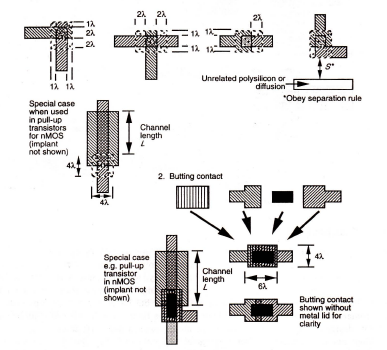 2λ 2λ
2λ
1λ
2λ
2λ
1λ
1λ
1λ
1λ
1λ 1λ
S*
Unrelated polysilicon or
diffusion
*Obey separation rule
Special case
when used
in pull-up
transistors
for nMOS
(implant
not shown)
Channel
length
L
4λ
4λ
2. Butting contact
Special case
e.g. pull-up
transistor
in nMOS
(implant not
shown)
Channel
length
L
4λ
6λ
Butting contact
shown without
metal lid for
clarity